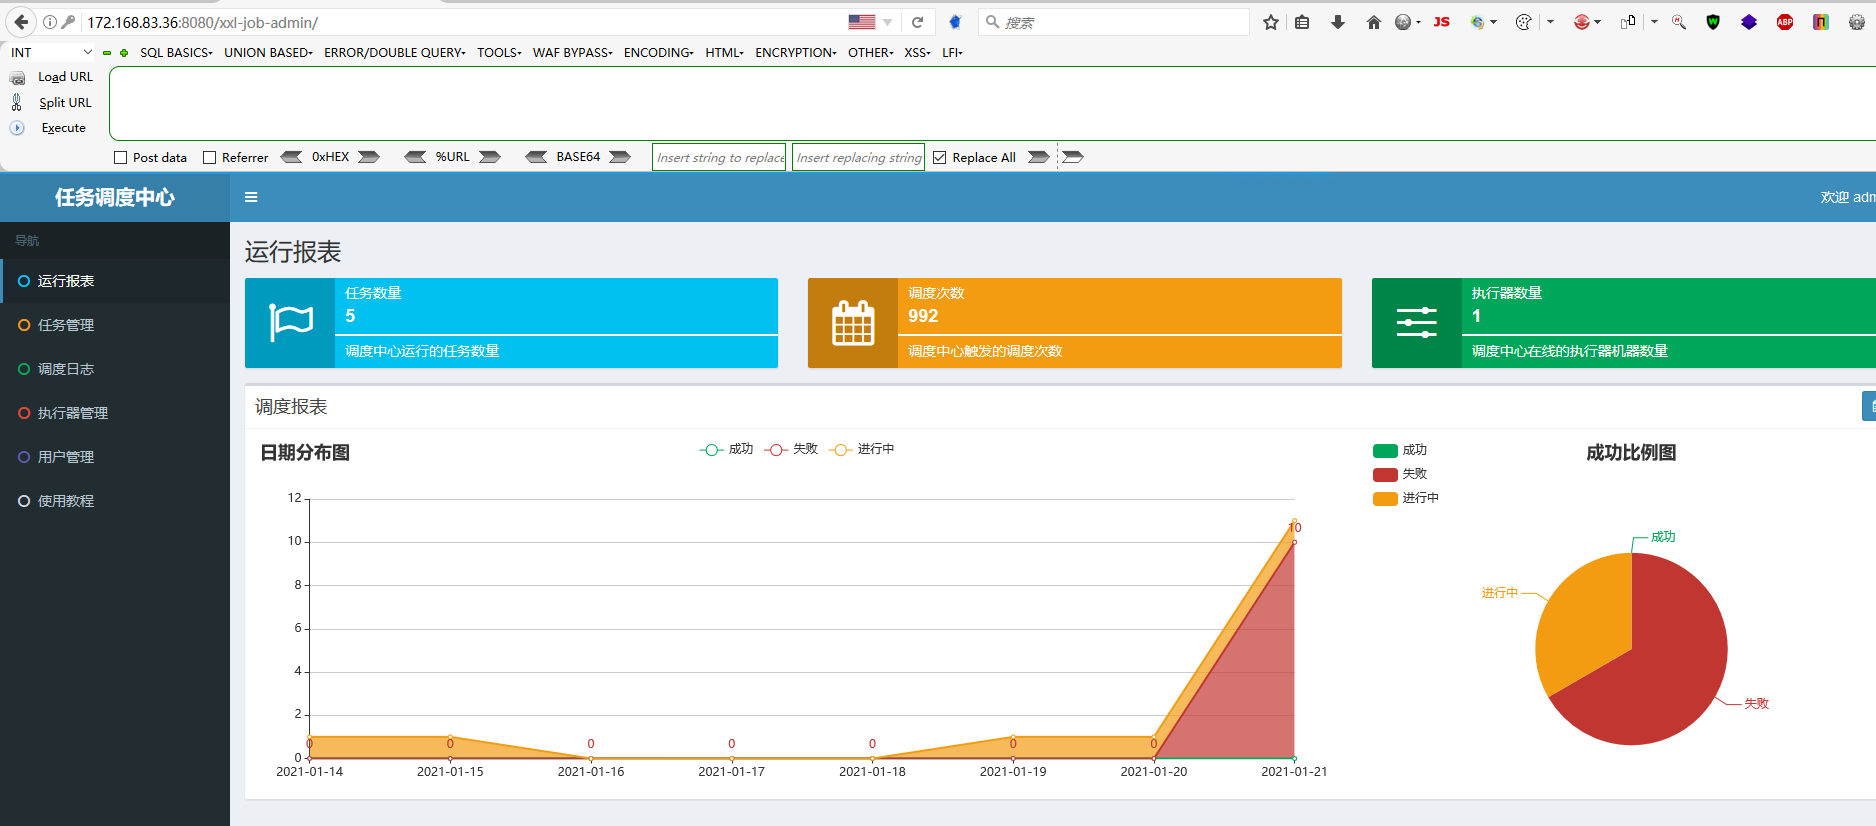 172.168.83.36:8080/xxl-job-admin/
搜索
JS
ABP
INT
SQL BASICS
UNION BASED
ERROR/DOUBLE QUERY
TOOLS
WAF BYPASS
ENCODING
HTML
ENCRYPTION
OTHER
XSS
LFI
Load URL
Split URL
Execute
Post data
Referrer
0xHEX
%URL
BASE64
Insert string to replace
Insert replacing string
Replace All
任务调度中心
欢迎 adm
导航
运行报表
任务管理
调度日志
执行器管理
用户管理
使用教程
运行报表
任务数量
5
调度中心运行的任务数量
调度次数
992
调度中心触发的调度次数
执行器数量
1
调度中心在线的执行器机器数量
调度报表
日期分布图
成功
失败
进行中
12
10
8
6
4
2
0
0
0
0
0
0
0
0
10
2021-01-14
2021-01-15
2021-01-16
2021-01-17
2021-01-18
2021-01-19
2021-01-20
2021-01-21
成功
失败
进行中
成功比例图
成功
进行中
失败